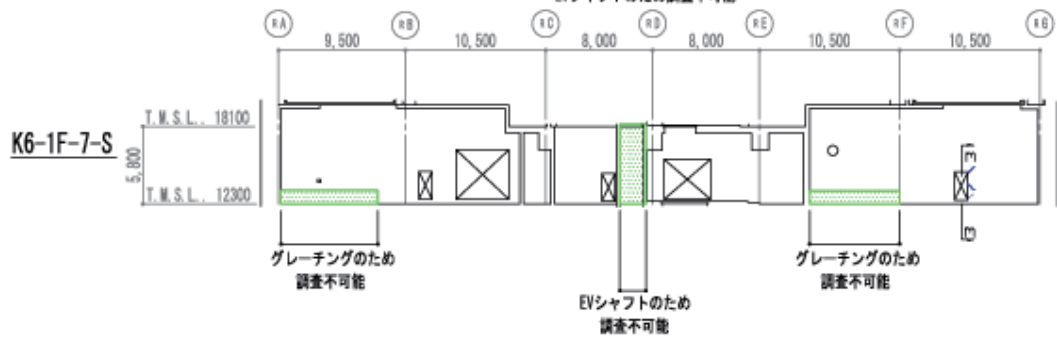 RA RB RC RD RE RF RG
9,500 10,500 8,000 8,000 10,500 10,500
T.M.S.L.. 18100
K6-1F-7-S
5,800
T.M.S.L.. 12300
グレーチングのため
調査不可能
EVシャフトのため
調査不可能
グレーチングのため
調査不可能